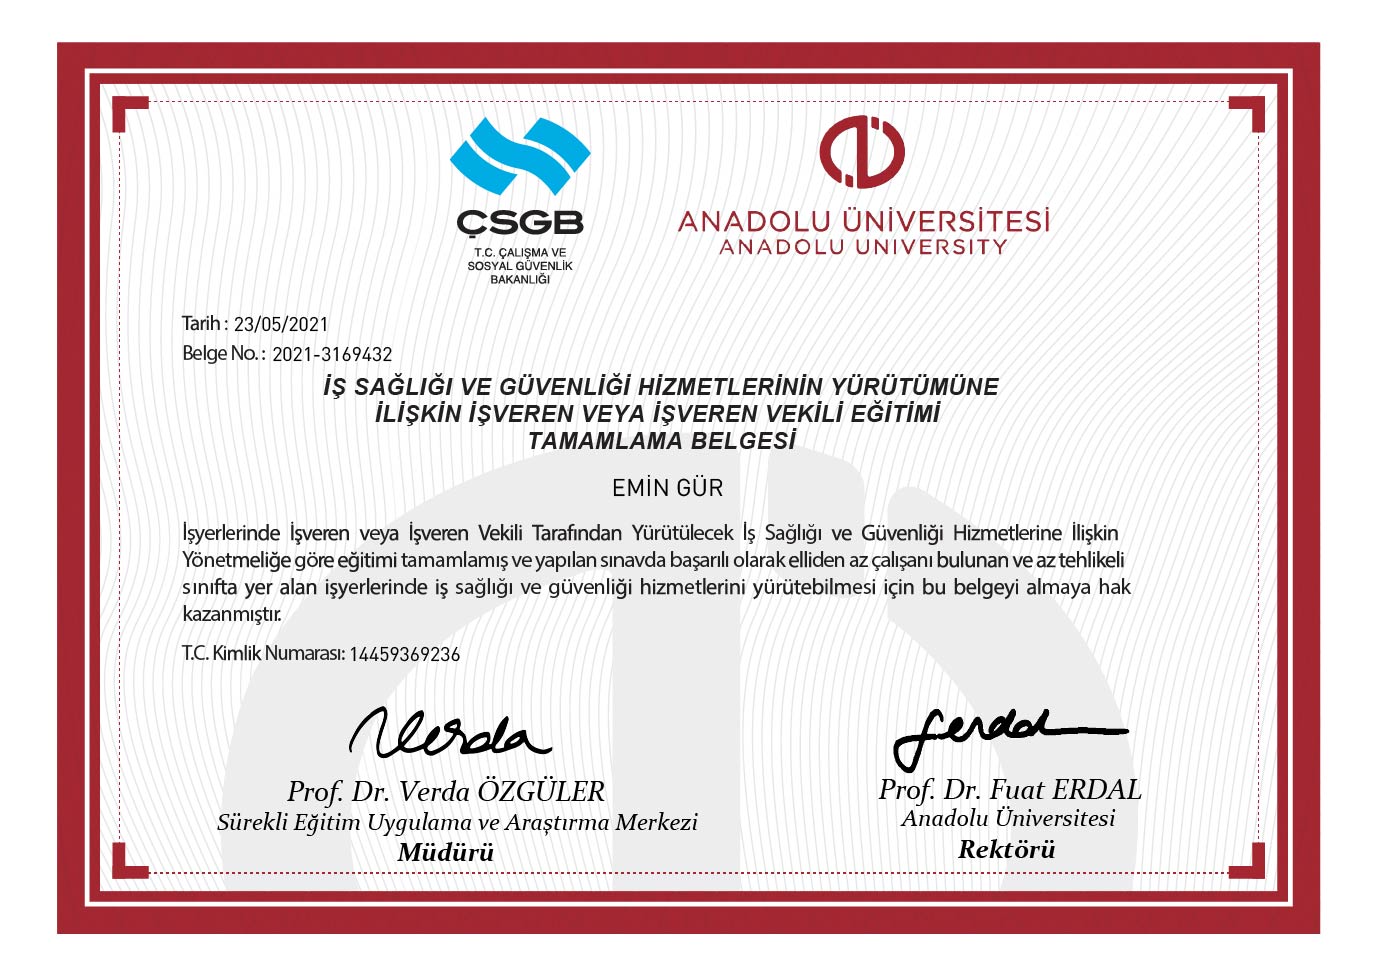 ÇSGB
T.C. ÇALIŞMA VE
SOSYAL GÜVENLİK
BAKANLIĞI
ANADOLU ÜNİVERSİTESİ
ANADOLU UNIVERSITY
Tarih : 23/05/2021
Belge No. : 2021-3169432
İŞ SAĞLIĞI VE GÜVENLİĞİ HİZMETLERİNİN YÜRÜTÜMÜNE
İLİŞKİN İŞVEREN VEYA İŞVEREN VEKİLİ EĞİTİMİ
TAMAMLAMA BELGESİ
EMİN GÜR
İşyerlerinde İşveren veya İşveren Vekili Tarafından Yürütülecek İş Sağlığı ve Güvenliği Hizmetlerine İlişkin
Yönetmeliğe göre eğitimi tamamlamış ve yapılan sınavda başarılı olarak elliden az çalışanı bulunan ve az tehlikeli
sınıfta yer alan işyerlerinde iş sağlığı ve güvenliği hizmetlerini yürütebilmesi için bu belgeyi almaya hak
kazanmıştır.
T.C. Kimlik Numarası: 14459369236
Verda
Prof. Dr. Verda ÖZGÜLER
Sürekli Eğitim Uygulama ve Araştırma Merkezi
Müdürü
Prof. Dr. Fuat ERDAL
Anadolu Üniversitesi
Rektörü